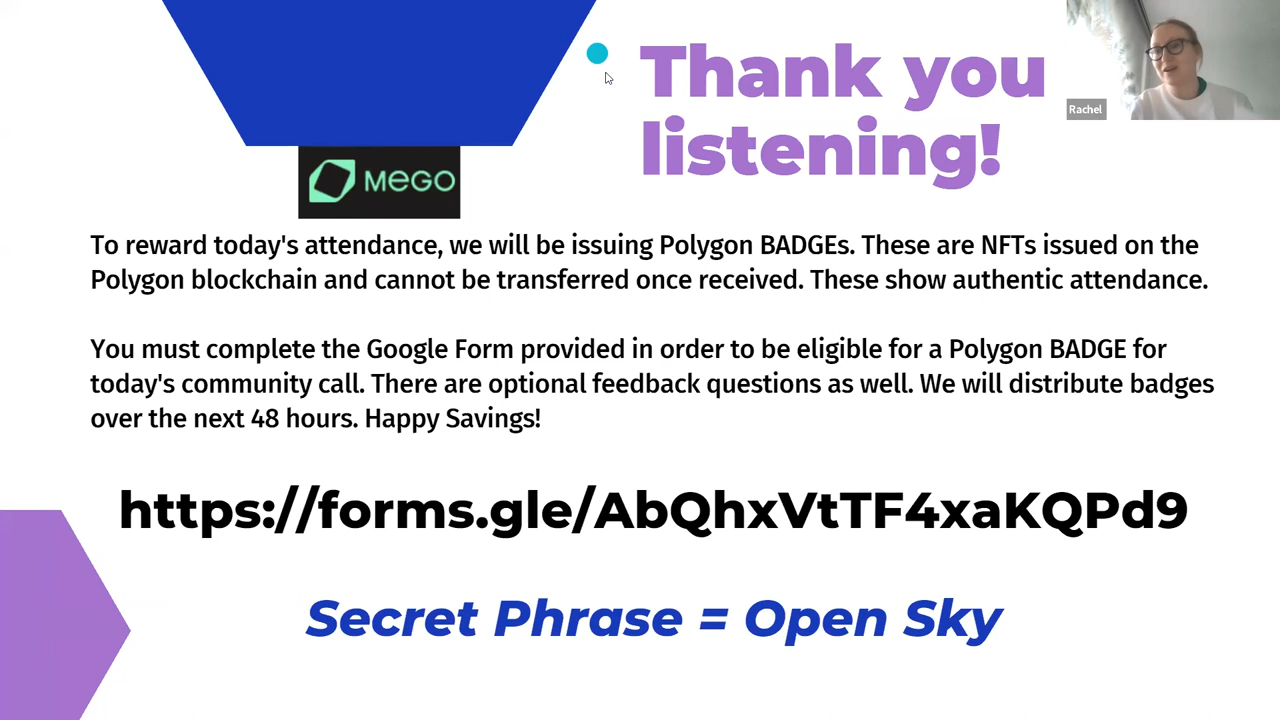 Thank you
listening!
Rachel
MEGO
To reward today's attendance, we will be issuing Polygon BADGEs. These are NFTs issued on the
Polygon blockchain and cannot be transferred once received. These show authentic attendance.
You must complete the Google Form provided in order to be eligible for a Polygon BADGE for
today's community call. There are optional feedback questions as well. We will distribute badges
over the next 48 hours. Happy Savings!
https://forms.gle/AbQhxVtTF4xaKQPd9
Secret Phrase = Open Sky